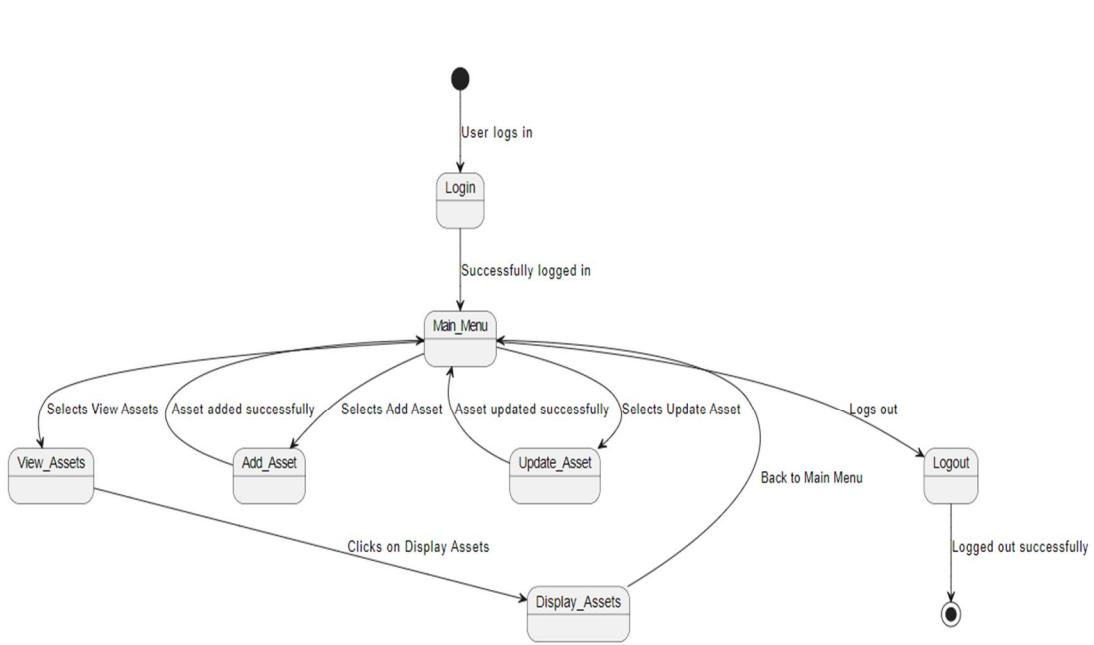 User logs in
Login
Successfully logged in
Main_Menu
Selects View Assets
Asset added successfully
Selects Add Asset
Asset updated successfully
Selects Update Asset
Logs out
View_Assets
Add_Asset
Update_Asset
Logout
Back to Main Menu
Clicks on Display Assets
Logged out successfully
Display_Assets